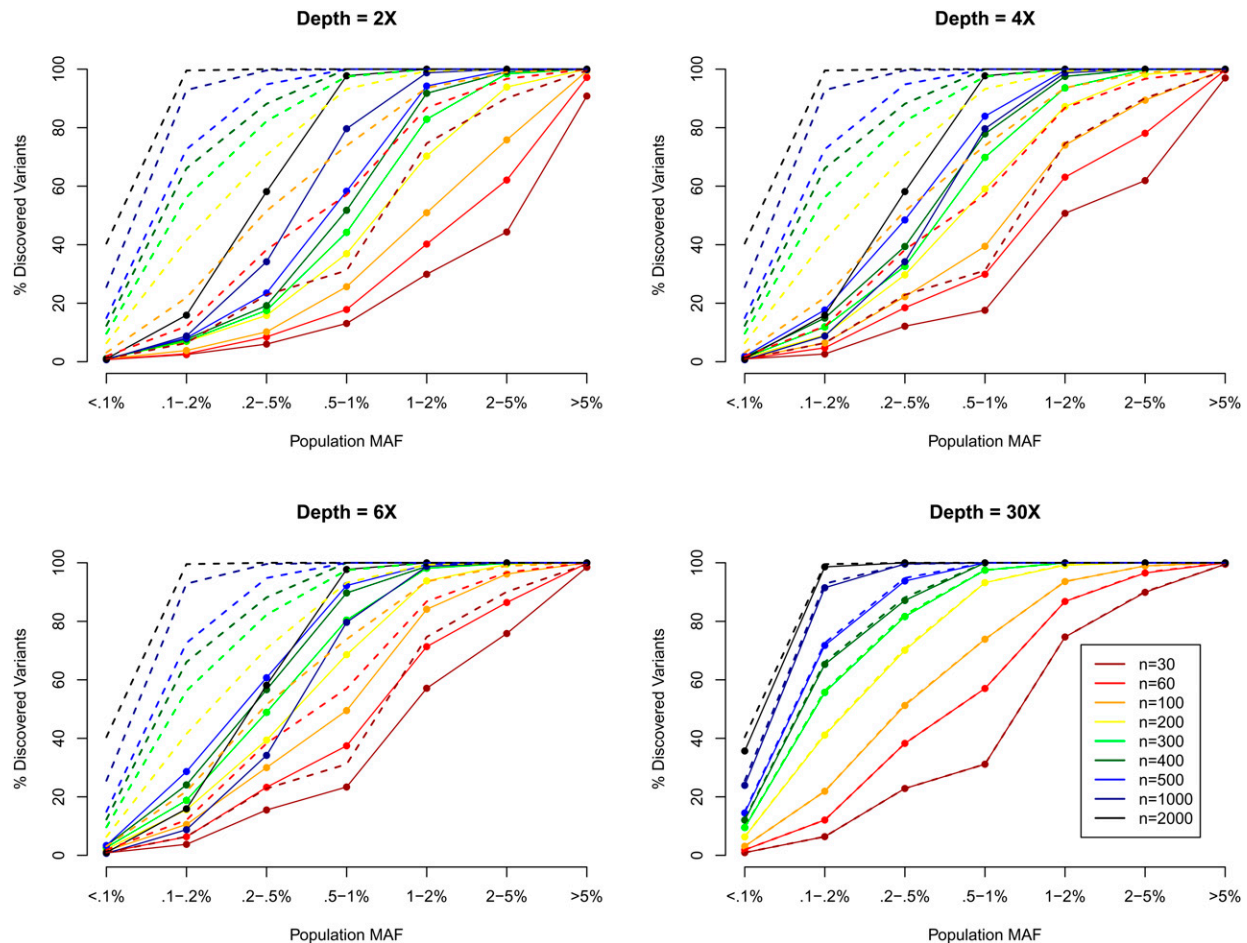 Depth = 2X
% Discovered Variants
100
80
60
40
20
0
<.1% .1−.2% .2−.5% .5−1% 1−2% 2−5% >5%
Population MAF
Depth = 4X
% Discovered Variants
100
80
60
40
20
0
<.1% .1−.2% .2−.5% .5−1% 1−2% 2−5% >5%
Population MAF
Depth = 6X
% Discovered Variants
100
80
60
40
20
0
<.1% .1−.2% .2−.5% .5−1% 1−2% 2−5% >5%
Population MAF
Depth = 30X
% Discovered Variants
100
80
60
40
20
0
<.1% .1−.2% .2−.5% .5−1% 1−2% 2−5% >5%
Population MAF
n=30
n=60
n=100
n=200
n=300
n=400
n=500
n=1000
n=2000